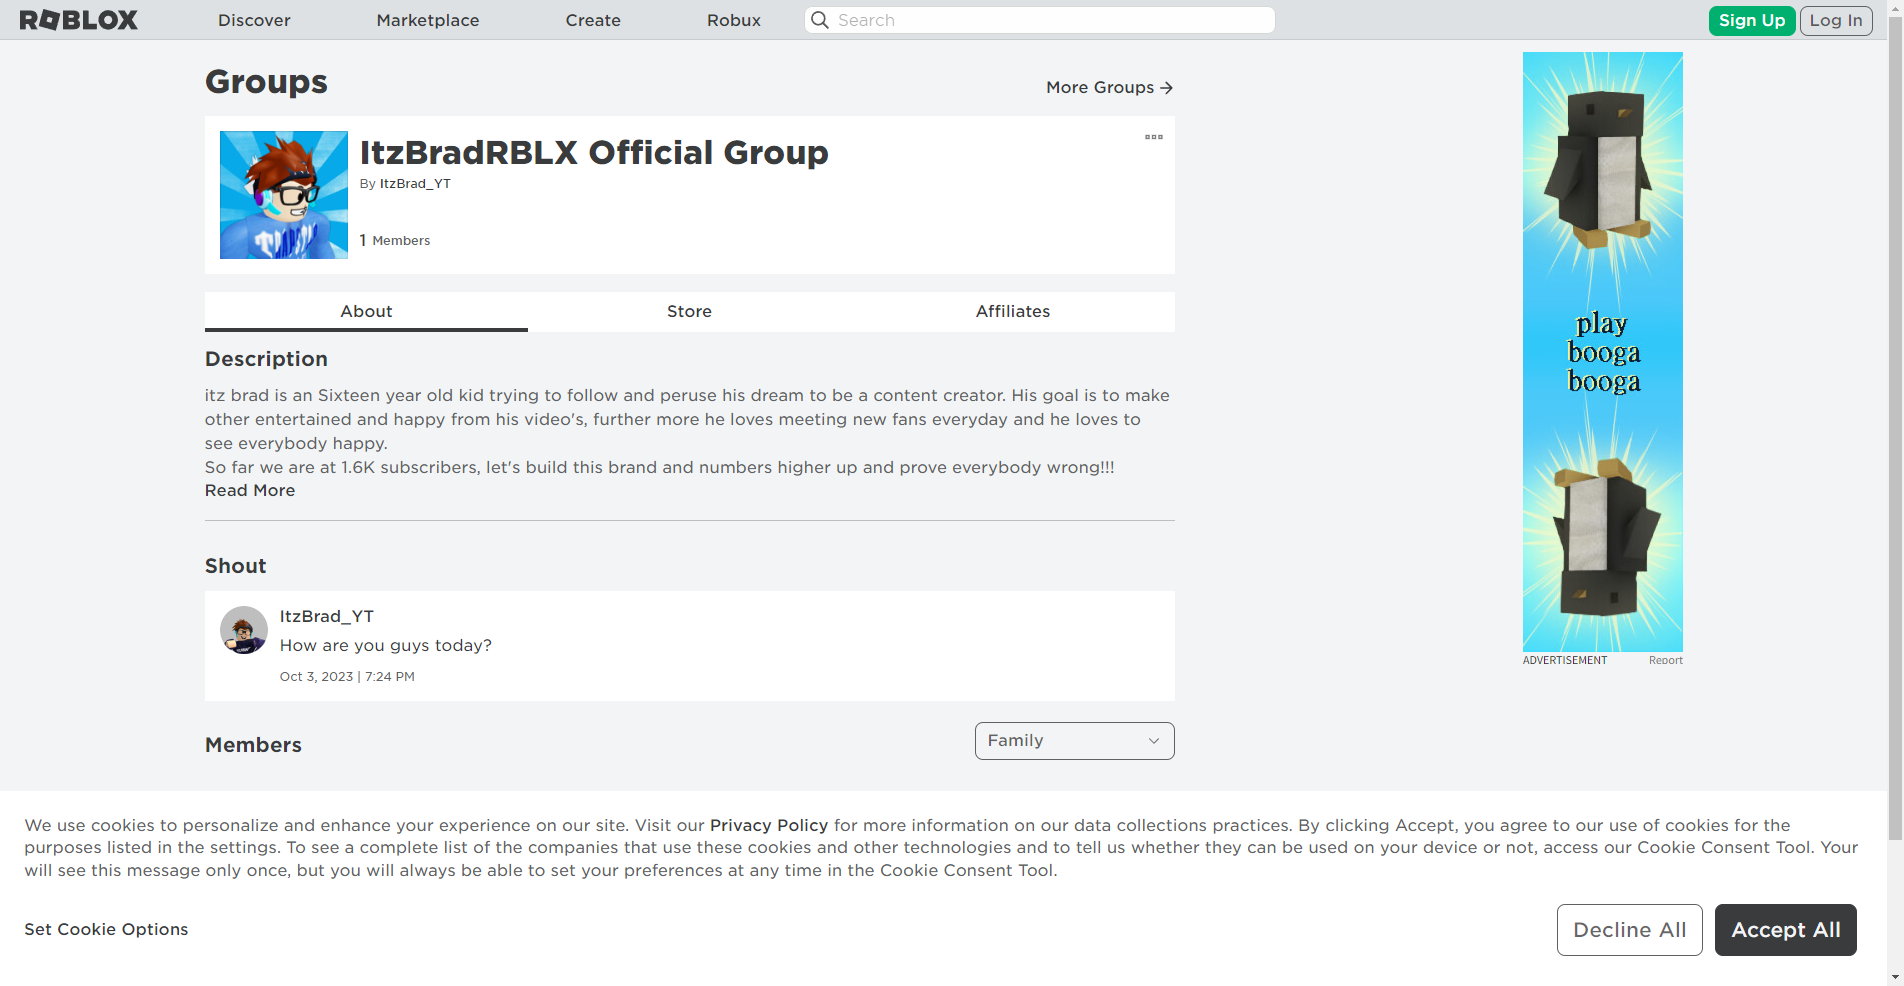 ROBLOX Discover Marketplace Create Robux Search Sign Up Log In
Groups
More Groups
ItzBradRBLX Official Group
By ItzBrad_YT
1 Members
About Store Affiliates
Description
itz brad is an Sixteen year old kid trying to follow and peruse his dream to be a content creator. His goal is to make
other entertained and happy from his video's, further more he loves meeting new fans everyday and he loves to
see everybody happy.
So far we are at 1.6K subscribers, let's build this brand and numbers higher up and prove everybody wrong!!!
Read More
Shout
ItzBrad_YT
How are you guys today?
Oct 3, 2023 | 7:24 PM
Members
Family
play
booga
booga
ADVERTISEMENT Report
We use cookies to personalize and enhance your experience on our site. Visit our Privacy Policy for more information on our data collections practices. By clicking Accept, you agree to our use of cookies for the
purposes listed in the settings. To see a complete list of the companies that use these cookies and other technologies and to tell us whether they can be used on your device or not, access our Cookie Consent Tool. Your
will see this message only once, but you will always be able to set your preferences at any time in the Cookie Consent Tool.
Set Cookie Options
Decline All
Accept All